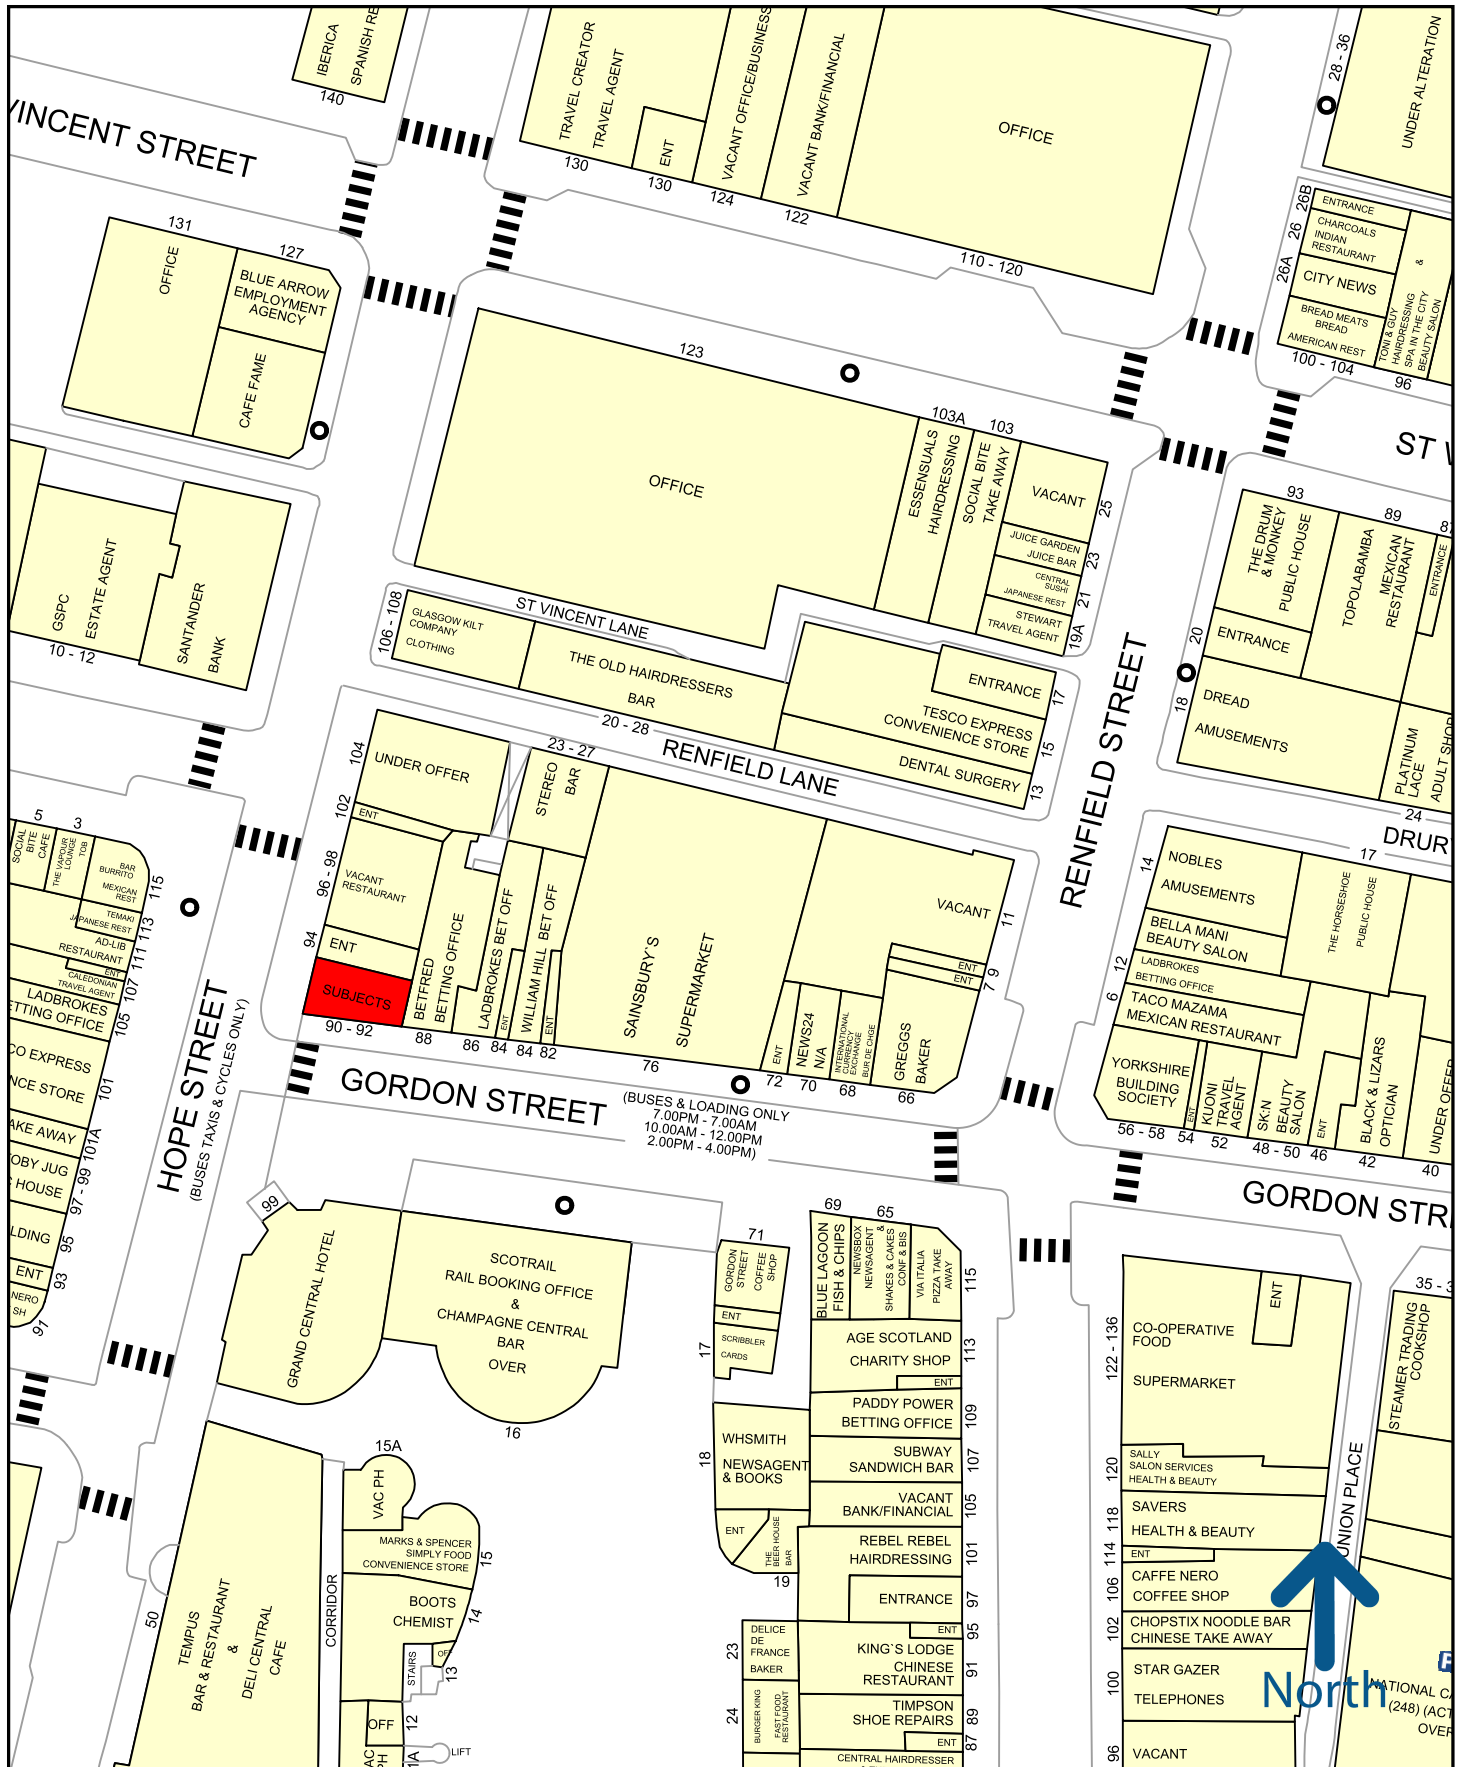 IBERICA
SPANISH RE
140
TRAVEL CREATOR
TRAVEL AGENT
130
ENT
130
VACANT OFFICE/BUSINESS
124
VACANT BANK/FINANCIAL
122
OFFICE
110 - 120
28 - 36
UNDER ALTERATION
VINCENT STREET
131
OFFICE
127
BLUE ARROW
EMPLOYMENT
AGENCY
CAFE FAME
26B
ENTRANCE
26
CHARCOALS
INDIAN
RESTAURANT
26A
CITY NEWS
BREAD MEATS
BREAD
AMERICAN REST
100 - 104
TONI & GUY
HAIRDRESSING
&
SPA IN THE CITY
BEAUTY SALON
96
ST V
123
OFFICE
103A
ESSENSUALS
HAIRDRESSING
103
SOCIAL BITE
TAKE AWAY
VACANT
25
JUICE GARDEN
JUICE BAR
23
CENTRAL
SUSHI
JAPANESE REST
21
STEWART
TRAVEL AGENT
19A
93
THE DRUM
& MONKEY
PUBLIC HOUSE
89
TOPOLABAMBA
MEXICAN
RESTAURANT
87
ENTRANCE
20
ENTRANCE
18
DREAD
AMUSEMENTS
PLATINUM
LACE
ADULT SHOP
24
GSPC
ESTATE AGENT
10 - 12
SANTANDER
BANK
106 - 108
GLASGOW KILT
COMPANY
CLOTHING
ST VINCENT LANE
THE OLD HAIRDRESSERS
BAR
20 - 28
ENTRANCE
17
TESCO EXPRESS
CONVENIENCE STORE
15
DENTAL SURGERY
13
RENFIELD STREET
RENFIELD LANE
DRUR
104
UNDER OFFER
102
ENT
96 - 98
VACANT
RESTAURANT
94
ENT
SUBJECTS
90 - 92
23 - 27
STEREO
BAR
BETFRED
BETTING OFFICE
88
LADBROKES BET OFF
86
ENT
84
WILLIAM HILL BET OFF
84
ENT
82
SAINSBURY`S
SUPERMARKET
76
VACANT
11
ENT
9
ENT
7
ENT
72
NEWS24
N/A
70
INTERNATIONAL
CURRENCY
EXCHANGE
BUR DE CHGE
68
GREGGS
BAKER
66
5
SOCIAL
BITE
CAFE
3
THE VAPOUR
LOUNGE
TOB
BAR
BURRITO
MEXICAN
REST
115
TEMAKI
JAPANESE REST
113
AD-LIB
RESTAURANT
111
ENT
CALEDONIAN
TRAVEL AGENT
107
LADBROKES
ETTING OFFICE
105
CO EXPRESS
NCE STORE
101
AKE AWAY
101A
OBY JUG
HOUSE
97 - 99
LDING
95
ENT
93
NERO
SH
91
HOPE STREET
(BUSES TAXIS & CYCLES ONLY)
GORDON STREET
(BUSES & LOADING ONLY
7.00PM - 7.00AM
10.00AM - 12.00PM
2.00PM - 4.00PM)
14
NOBLES
AMUSEMENTS
17
THE HORSESHOE
PUBLIC HOUSE
BELLA MANI
BEAUTY SALON
12
LADBROKES
BETTING OFFICE
6
TACO MAZAMA
MEXICAN RESTAURANT
YORKSHIRE
BUILDING
SOCIETY
56 - 58
ENT
54
KUONI
TRAVEL
AGENT
52
SK:N
BEAUTY
SALON
48 - 50
ENT
46
BLACK & LIZARS
OPTICIAN
42
UNDER OFFER
40
GORDON STR
99
GRAND CENTRAL HOTEL
SCOTRAIL
RAIL BOOKING OFFICE
&
CHAMPAGNE CENTRAL
BAR
OVER
16
71
GORDON
STREET
COFFEE
SHOP
ENT
SCRIBBLER
CARDS
17
69
BLUE LAGOON
FISH & CHIPS
65
NEWSBOX
NEWSAGENT
&
SHAKES & CAKES
CONF & BIS
VIA ITALIA
PIZZA TAKE
AWAY
115
AGE SCOTLAND
CHARITY SHOP
113
ENT
PADDY POWER
BETTING OFFICE
109
SUBWAY
SANDWICH BAR
107
VACANT
BANK/FINANCIAL
105
REBEL REBEL
HAIRDRESSING
101
ENTRANCE
97
ENT
95
KING`S LODGE
CHINESE
RESTAURANT
91
TIMPSON
SHOE REPAIRS
89
ENT
87
CENTRAL HAIRDRESSER
WHSMITH
NEWSAGENT
& BOOKS
18
ENT
THE
BEER HOUSE
BAR
19
DELICE
DE
FRANCE
BAKER
23
BURGER KING
FAST FOOD
RESTAURANT
24
15A
VAC PH
MARKS & SPENCER
SIMPLY FOOD
CONVENIENCE STORE
15
BOOTS
CHEMIST
14
CORRIDOR
STAIRS
OFF
13
OFF
12
LIFT
50
TEMPUS
BAR & RESTAURANT
&
DELI CENTRAL
CAFE
122 - 136
CO-OPERATIVE
FOOD
SUPERMARKET
ENT
120
SALLY
SALON SERVICES
HEALTH & BEAUTY
118
SAVERS
HEALTH & BEAUTY
114
ENT
106
CAFFE NERO
COFFEE SHOP
102
CHOPSTIX NOODLE BAR
CHINESE TAKE AWAY
100
STAR GAZER
TELEPHONES
96
VACANT
UNION PLACE
35 - 3
STEAMER TRADING
COOKSHOP
North
P
NATIONAL CA
(248) (ACT
OVER